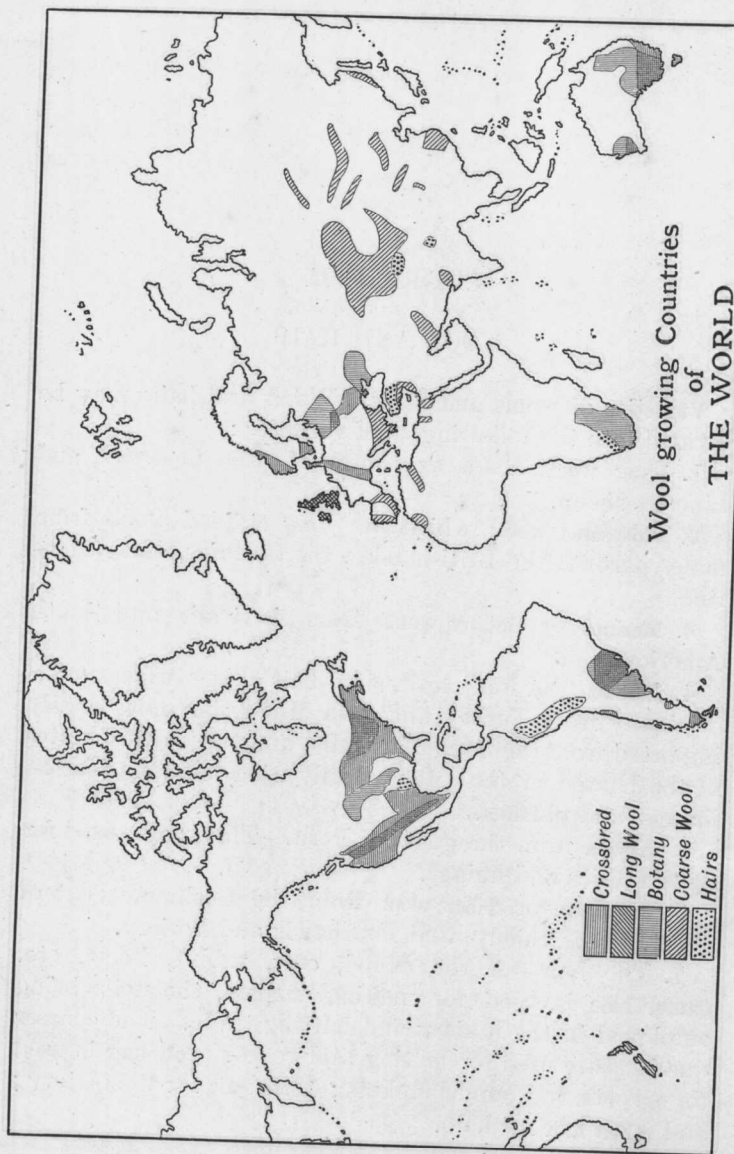 Wool growing Countries
of
THE WORLD
Crossbred
Long Wool
Botany
Coarse Wool
Hairs